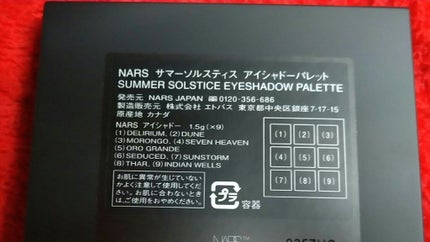 NARS サマーソルスティス アイシャドーパレット
SUMMER SOLSTICE EYESHADOW PALETTE
発売元 NARS JAPAN ☎0120-356-686
製造販売元 株式会社 エトバス 東京都中央区銀座7-17-15
原産地 カナダ
NARS アイシャドー 1.5g(×9)
(1)DELIRIUM, (2)DUNE
(3)MORONGO, (4)SEVEN HEAVEN
(5)ORO GRANDE
(6)SEDUCED, (7)SUNSTORM
(8)THAR, (9)INDIAN WELLS
(1) (2) (3)
(4) (5) (6)
(7) (8) (9)
お肌に異常が生じていない
かよく注意して使用してくだ
さい。お肌に合わないときは、
ご使用をおやめください。
プラ
容器
NARS™